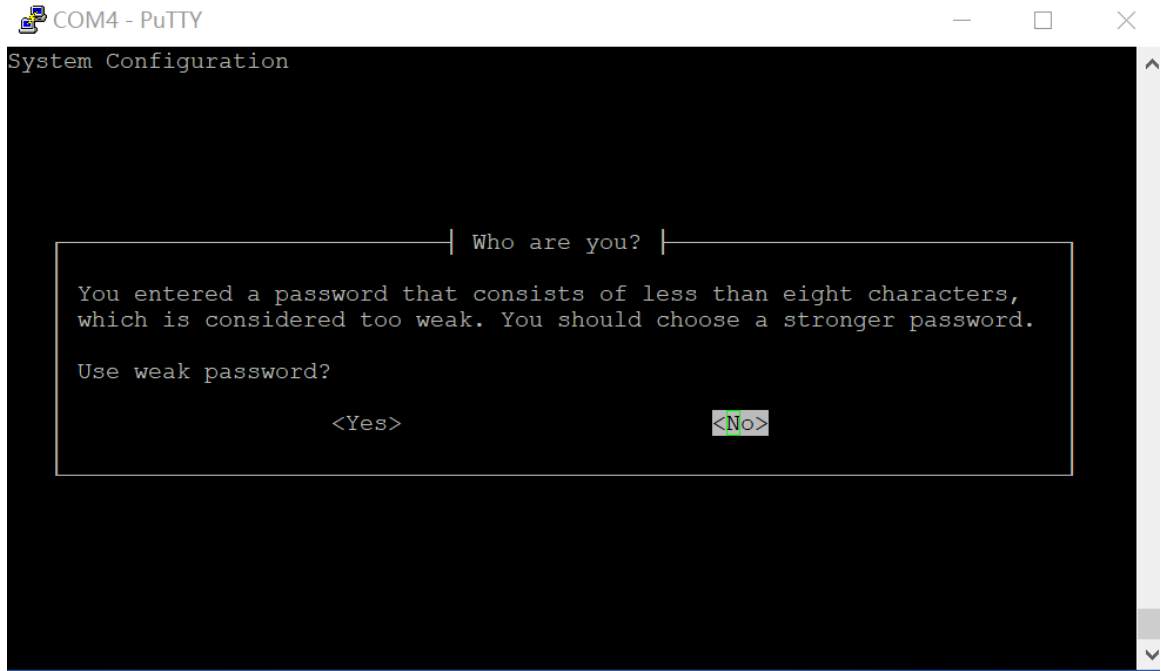 COM4 - PuTTY
System Configuration
Who are you?
You entered a password that consists of less than eight characters,
which is considered too weak. You should choose a stronger password.
Use weak password?
<Yes> <No>